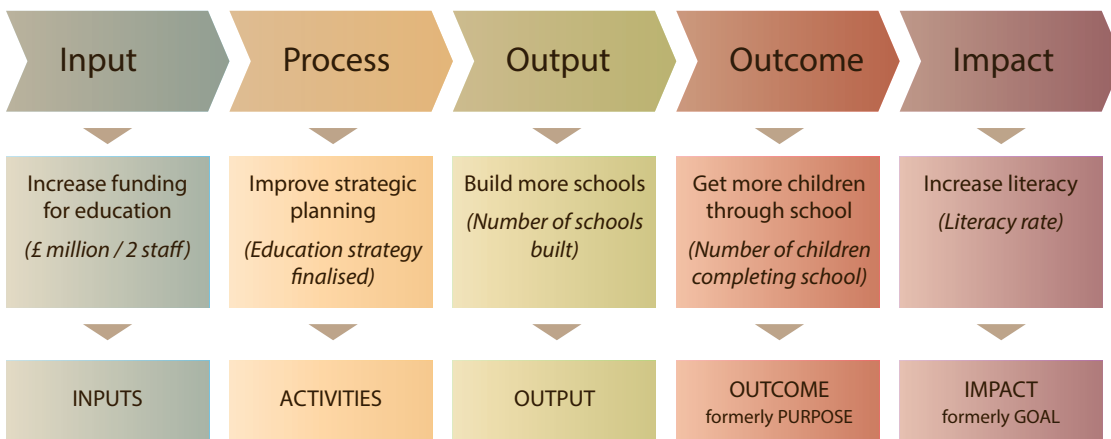 Input
Process
Output
Outcome
Impact
Increase funding
for education
(£ million / 2 staff)
Improve strategic
planning
(Education strategy
finalised)
Build more schools
(Number of schools
built)
Get more children
through school
(Number of children
completing school)
Increase literacy
(Literacy rate)
INPUTS
ACTIVITIES
OUTPUT
OUTCOME
formerly PURPOSE
IMPACT
formerly GOAL